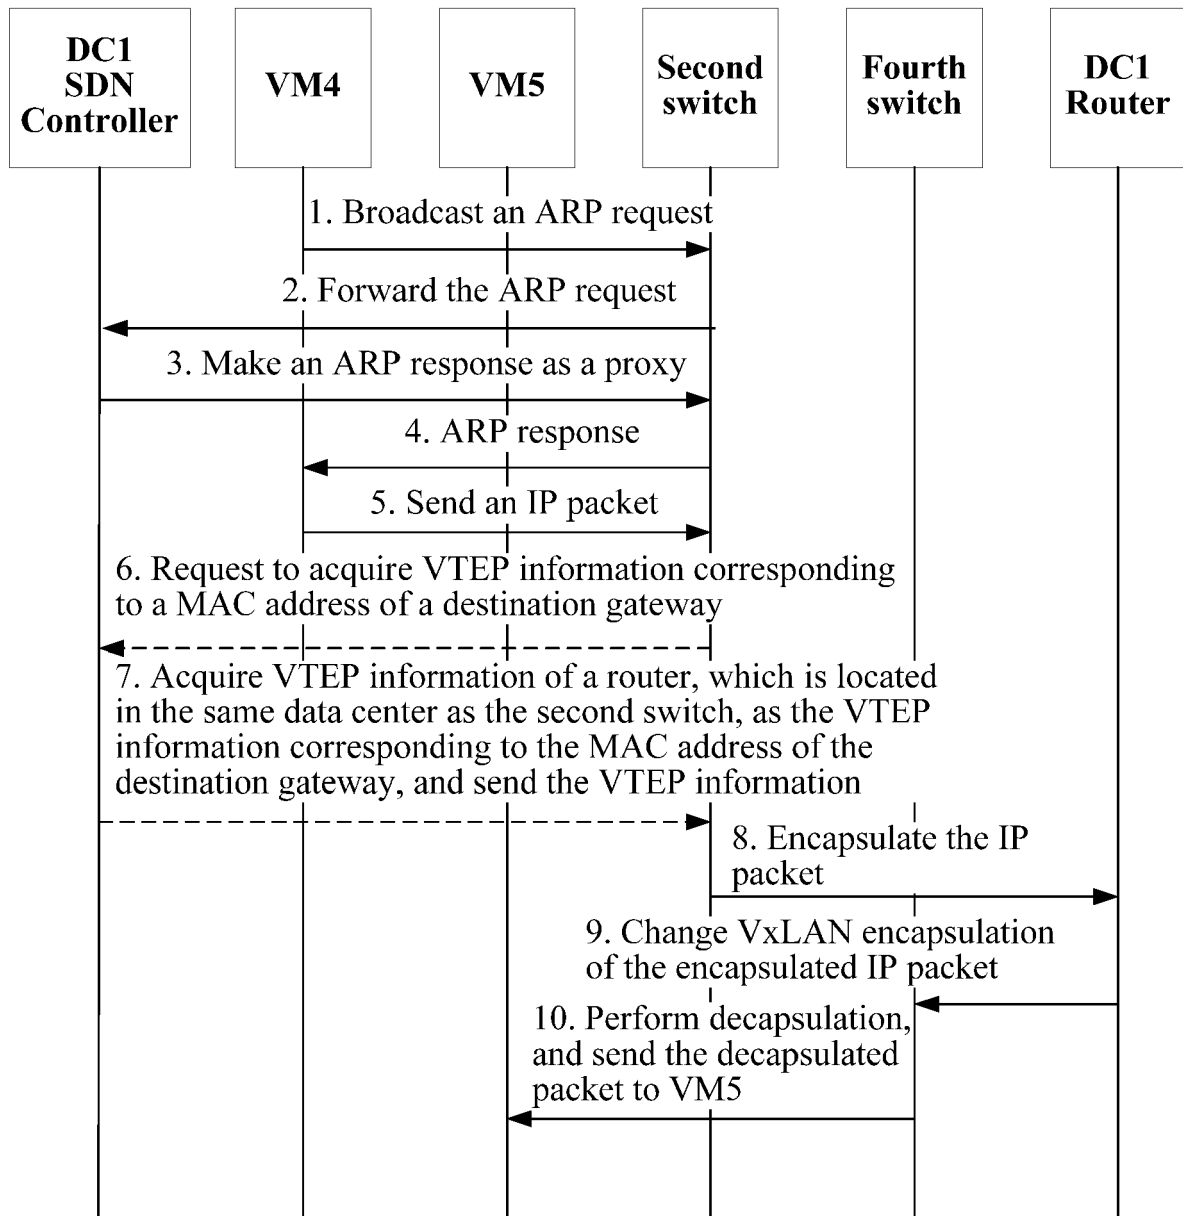 DC1
SDN
Controller
VM4
VM5
Second
switch
Fourth
switch
DC1
Router
1. Broadcast an ARP request
2. Forward the ARP request
3. Make an ARP response as a proxy
4. ARP response
5. Send an IP packet
6. Request to acquire VTEP information corresponding
to a MAC address of a destination gateway
7. Acquire VTEP information of a router, which is located
in the same data center as the second switch, as the VTEP
information corresponding to the MAC address of the
destination gateway, and send the VTEP information
8. Encapsulate the IP
packet
9. Change VxLAN encapsulation
of the encapsulated IP packet
10. Perform decapsulation,
and send the decapsulated
packet to VM5